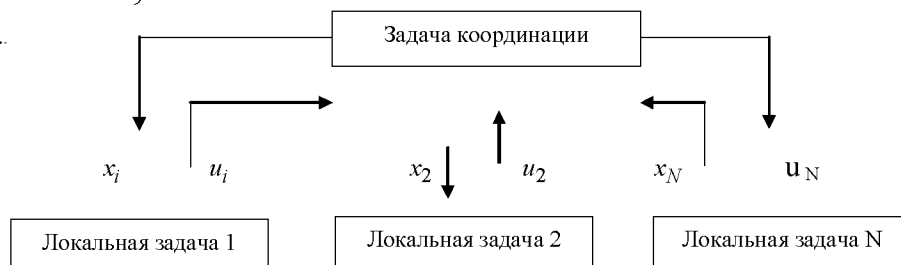 Задача координации
x_i u_i x_2 u_2 x_N u_N
Локальная задача 1 Локальная задача 2 Локальная задача N